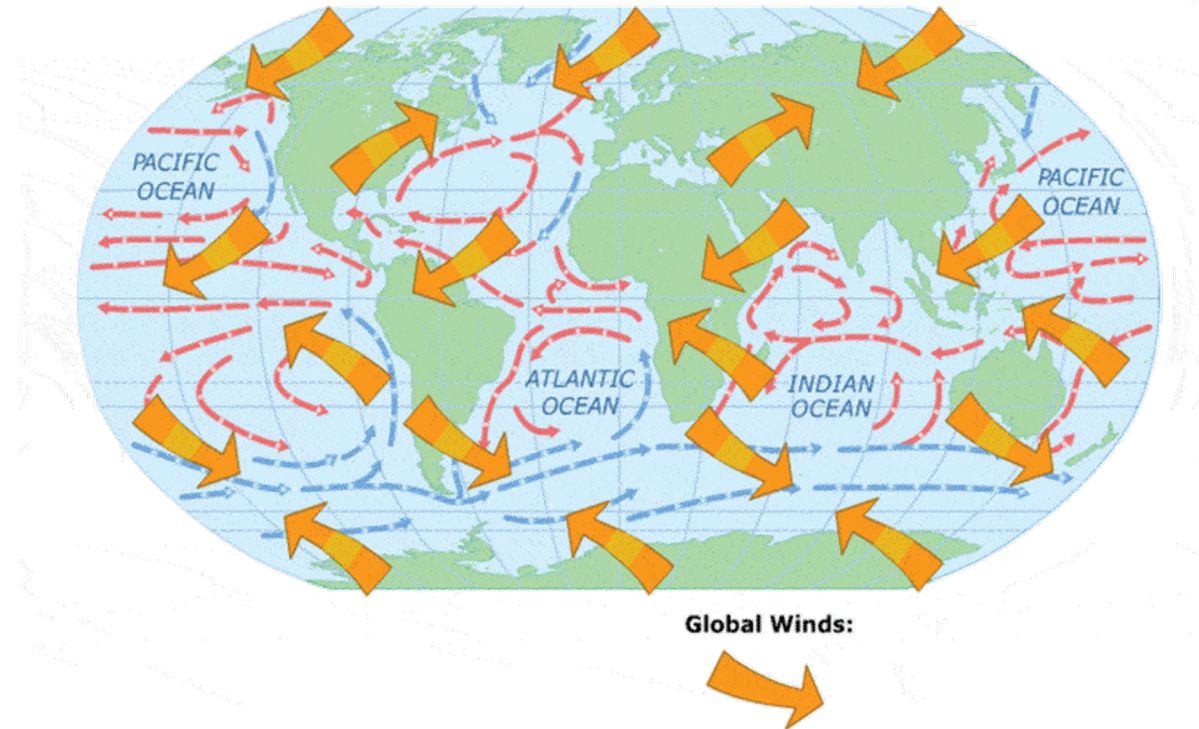 PACIFIC
OCEAN
PACIFIC
OCEAN
ATLANTIC
OCEAN
INDIAN
OCEAN
Global Winds: